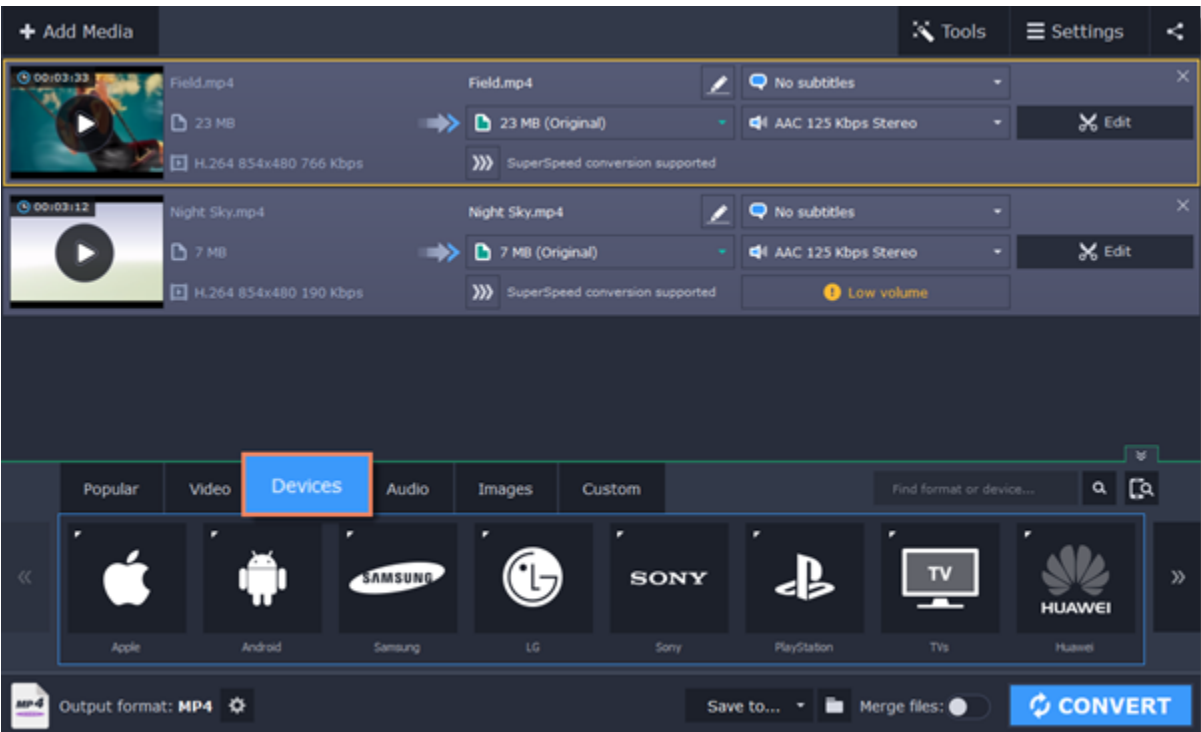 Add Media
Tools
Settings
00:03:33
Field.mp4
Field.mp4
No subtitles
23 MB
23 MB (Original)
AAC 125 Kbps Stereo
Edit
H.264 854x480 766 Kbps
SuperSpeed conversion supported
00:03:12
Night Sky.mp4
Night Sky.mp4
No subtitles
7 MB
7 MB (Original)
AAC 125 Kbps Stereo
Edit
H.264 854x480 190 Kbps
SuperSpeed conversion supported
Low volume
Popular
Video
Devices
Audio
Images
Custom
Find format or device...
SAMSUNG
LG
SONY
TV
HUAWEI
Apple
Android
Samsung
LG
Sony
PlayStation
TVs
Huawei
MP4
Output format: MP4
Save to...
Merge files:
CONVERT